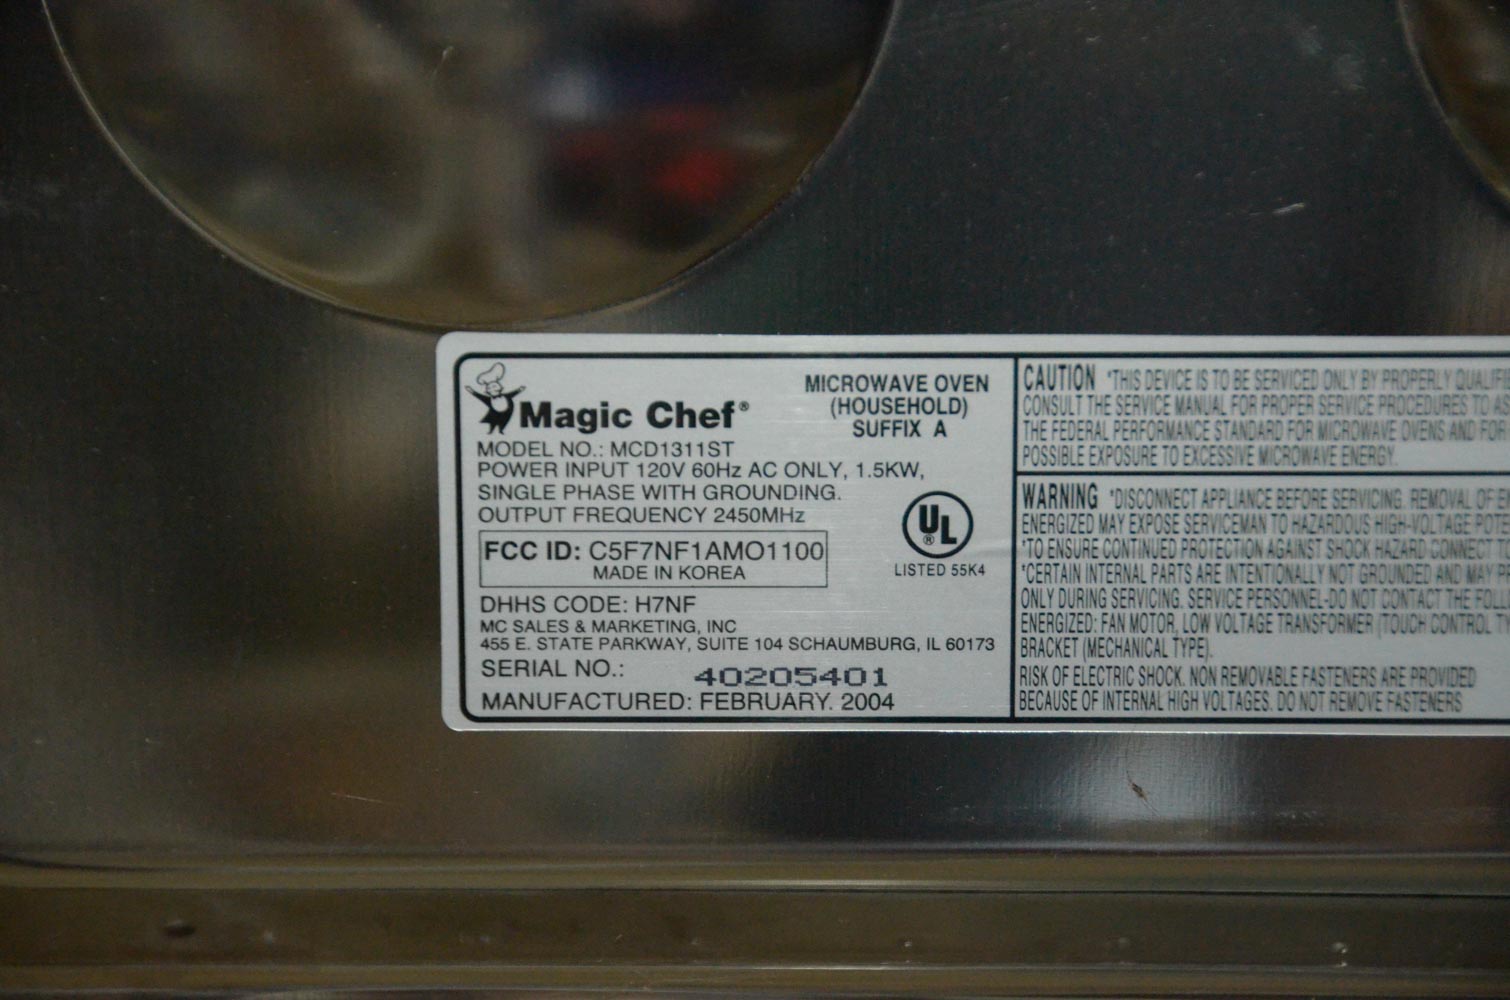 Magic Chef®
MICROWAVE OVEN
(HOUSEHOLD)
SUFFIX A
MODEL NO.: MCD1311ST
POWER INPUT 120V 60Hz AC ONLY, 1.5KW,
SINGLE PHASE WITH GROUNDING.
OUTPUT FREQUENCY 2450MHz
FCC ID: C5F7NF1AMO1100
MADE IN KOREA
UL
®
LISTED 55K4
DHHS CODE: H7NF
MC SALES & MARKETING, INC
455 E. STATE PARKWAY, SUITE 104 SCHAUMBURG, IL 60173
SERIAL NO.: 40205401
MANUFACTURED: FEBRUARY. 2004
CAUTION *THIS DEVICE IS TO BE SERVICED ONLY BY PROPERLY
CONSULT THE SERVICE MANUAL FOR PROPER SERVICE PROCEDURES TO
THE FEDERAL PERFORMANCE STANDARD FOR MICROWAVE OVENS AND FOR
POSSIBLE EXPOSURE TO EXCESSIVE MICROWAVE ENERGY.
WARNING *DISCONNECT APPLIANCE BEFORE SERVICING. REMOVAL OF
ENERGIZED MAY EXPOSE SERVICEMAN TO HAZARDOUS HIGH-VOLTAGE
*TO ENSURE CONTINUED PROTECTION AGAINST SHOCK HAZARD CONNECT
*CERTAIN INTERNAL PARTS ARE INTENTIONALLY NOT GROUNDED AND MAY
ONLY DURING SERVICING. SERVICE PERSONNEL-DO NOT CONTACT THE
ENERGIZED: FAN MOTOR, LOW VOLTAGE TRANSFORMER (TOUCH CONTROL
BRACKET (MECHANICAL TYPE).
RISK OF ELECTRIC SHOCK. NON REMOVABLE FASTENERS ARE PROVIDED
BECAUSE OF INTERNAL HIGH VOLTAGES. DO NOT REMOVE FASTENERS